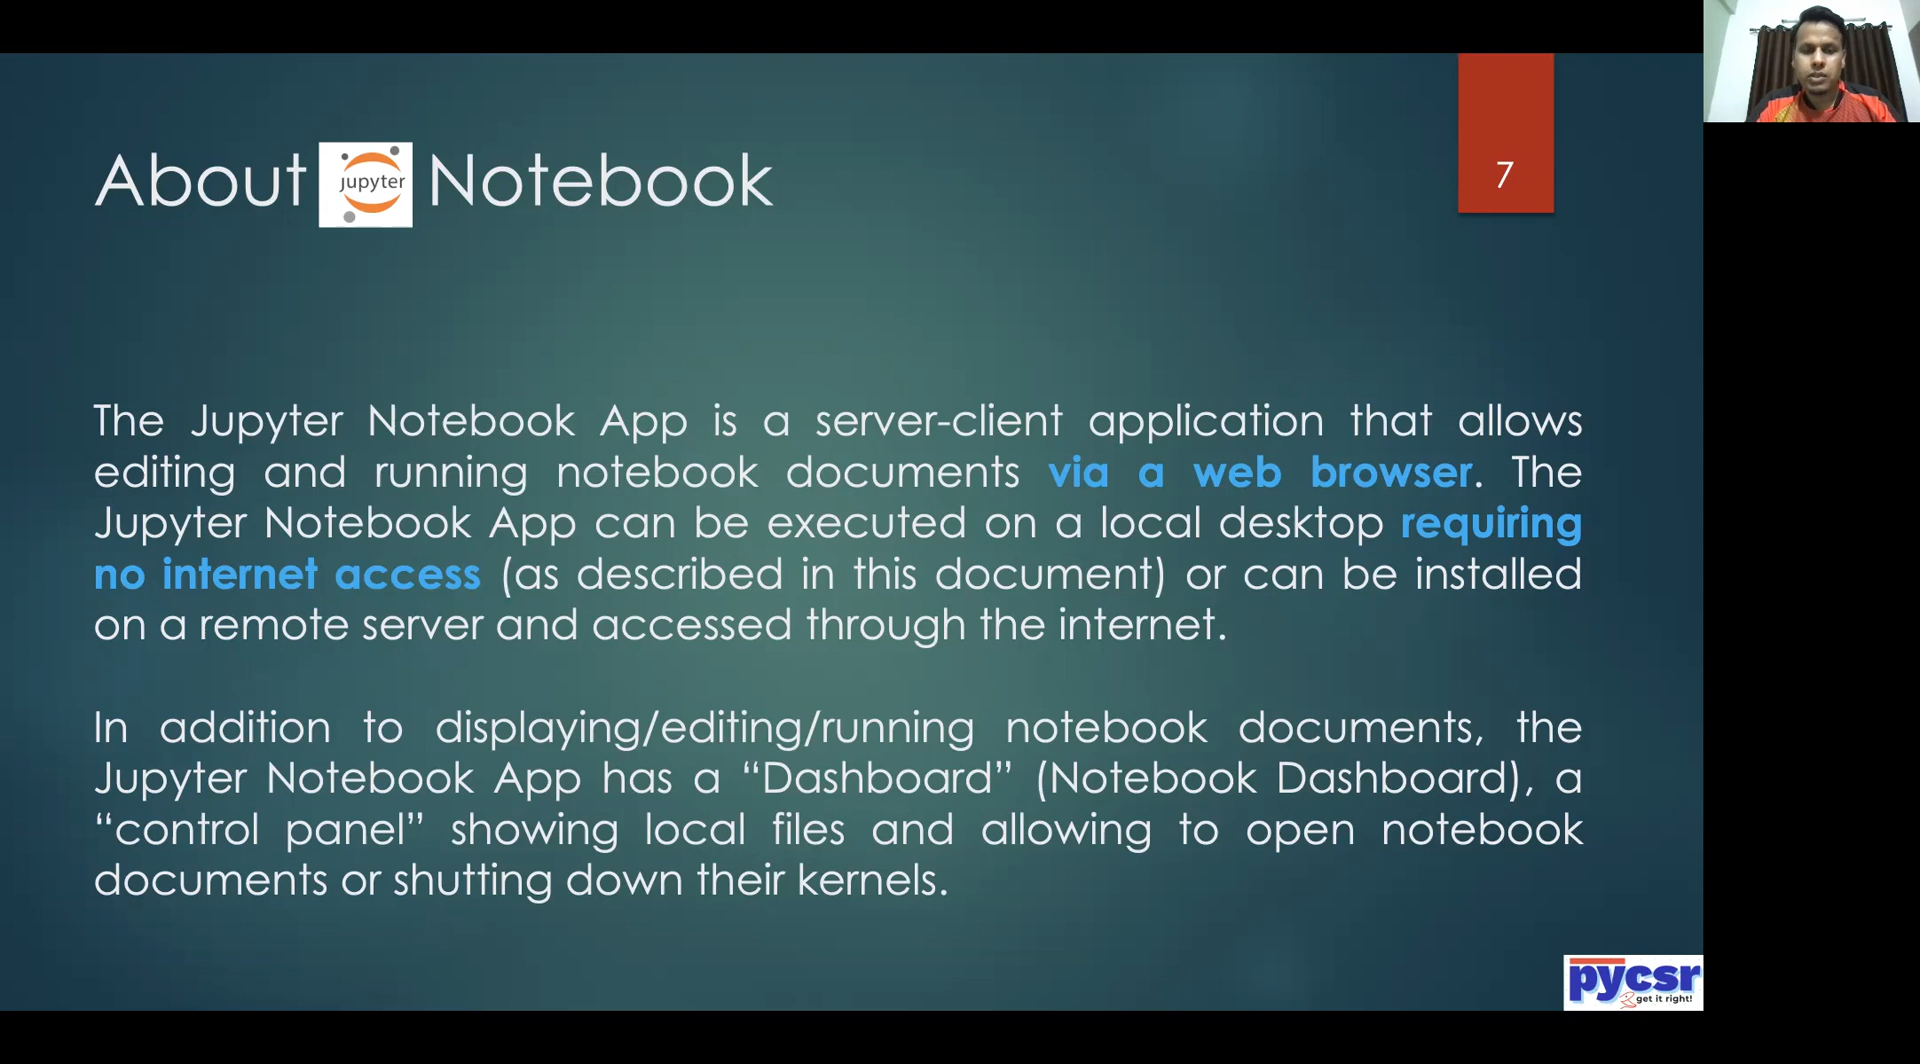 About jupyter Notebook
7
The Jupyter Notebook App is a server-client application that allows
editing and running notebook documents via a web browser. The
Jupyter Notebook App can be executed on a local desktop requiring
no internet access (as described in this document) or can be installed
on a remote server and accessed through the internet.
In addition to displaying/editing/running notebook documents, the
Jupyter Notebook App has a “Dashboard” (Notebook Dashboard), a
“control panel” showing local files and allowing to open notebook
documents or shutting down their kernels.
pycsr
get it right!